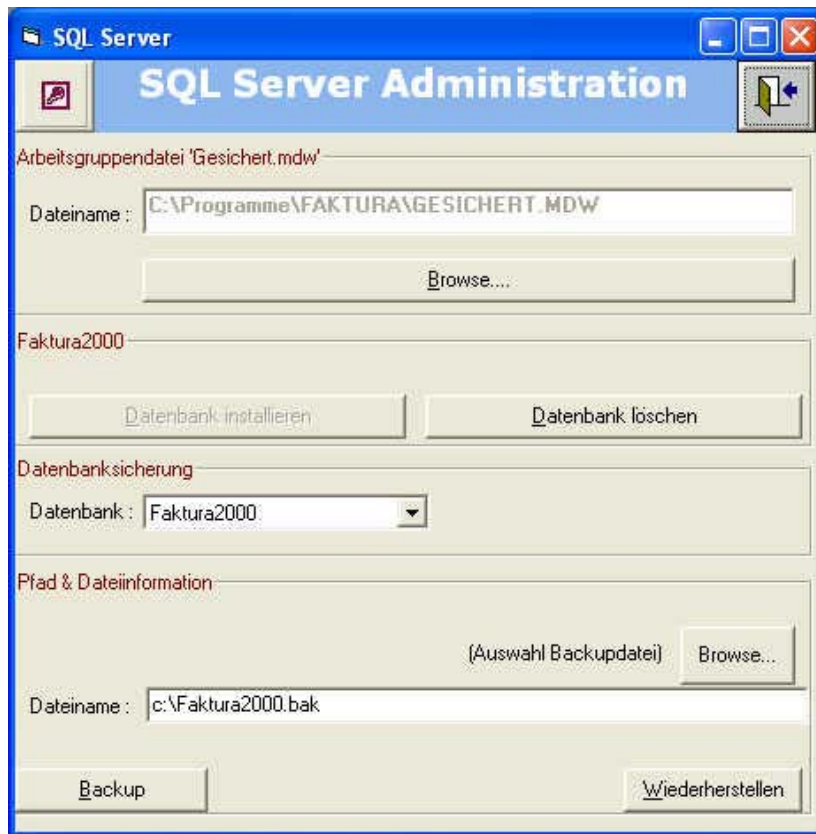 SQL Server
SQL Server Administration
Arbeitsgruppendatei 'Gesichert.mdw'
Dateiname : C:\Programme\FAKTURA\GESICHERT.MDW
Browse....
Faktura2000
Datenbank installieren Datenbank löschen
Datenbanksicherung
Datenbank : Faktura2000
Pfad & Dateiinformation
(Auswahl Backupdatei) Browse...
Dateiname : c:\Faktura2000.bak
Backup Wiederherstellen